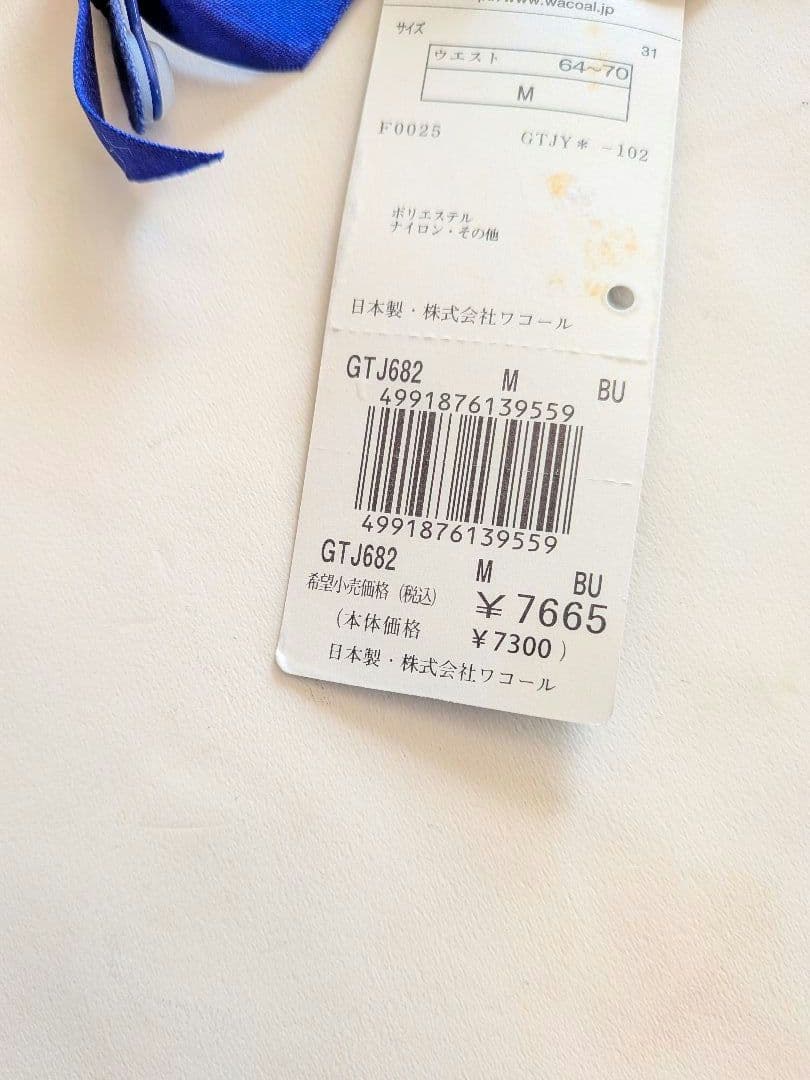 www.wacoal.jp
サイズ
31
ウエスト 64~70
M
F0025 GTJY* -102
ポリエステル
ナイロン・その他
日本製・株式会社ワコール
GTJ682 M BU
4991876139559
4991876139559
GTJ682 M BU
希望小売価格(税込) ¥7665
(本体価格 ¥7300)
日本製・株式会社ワコール